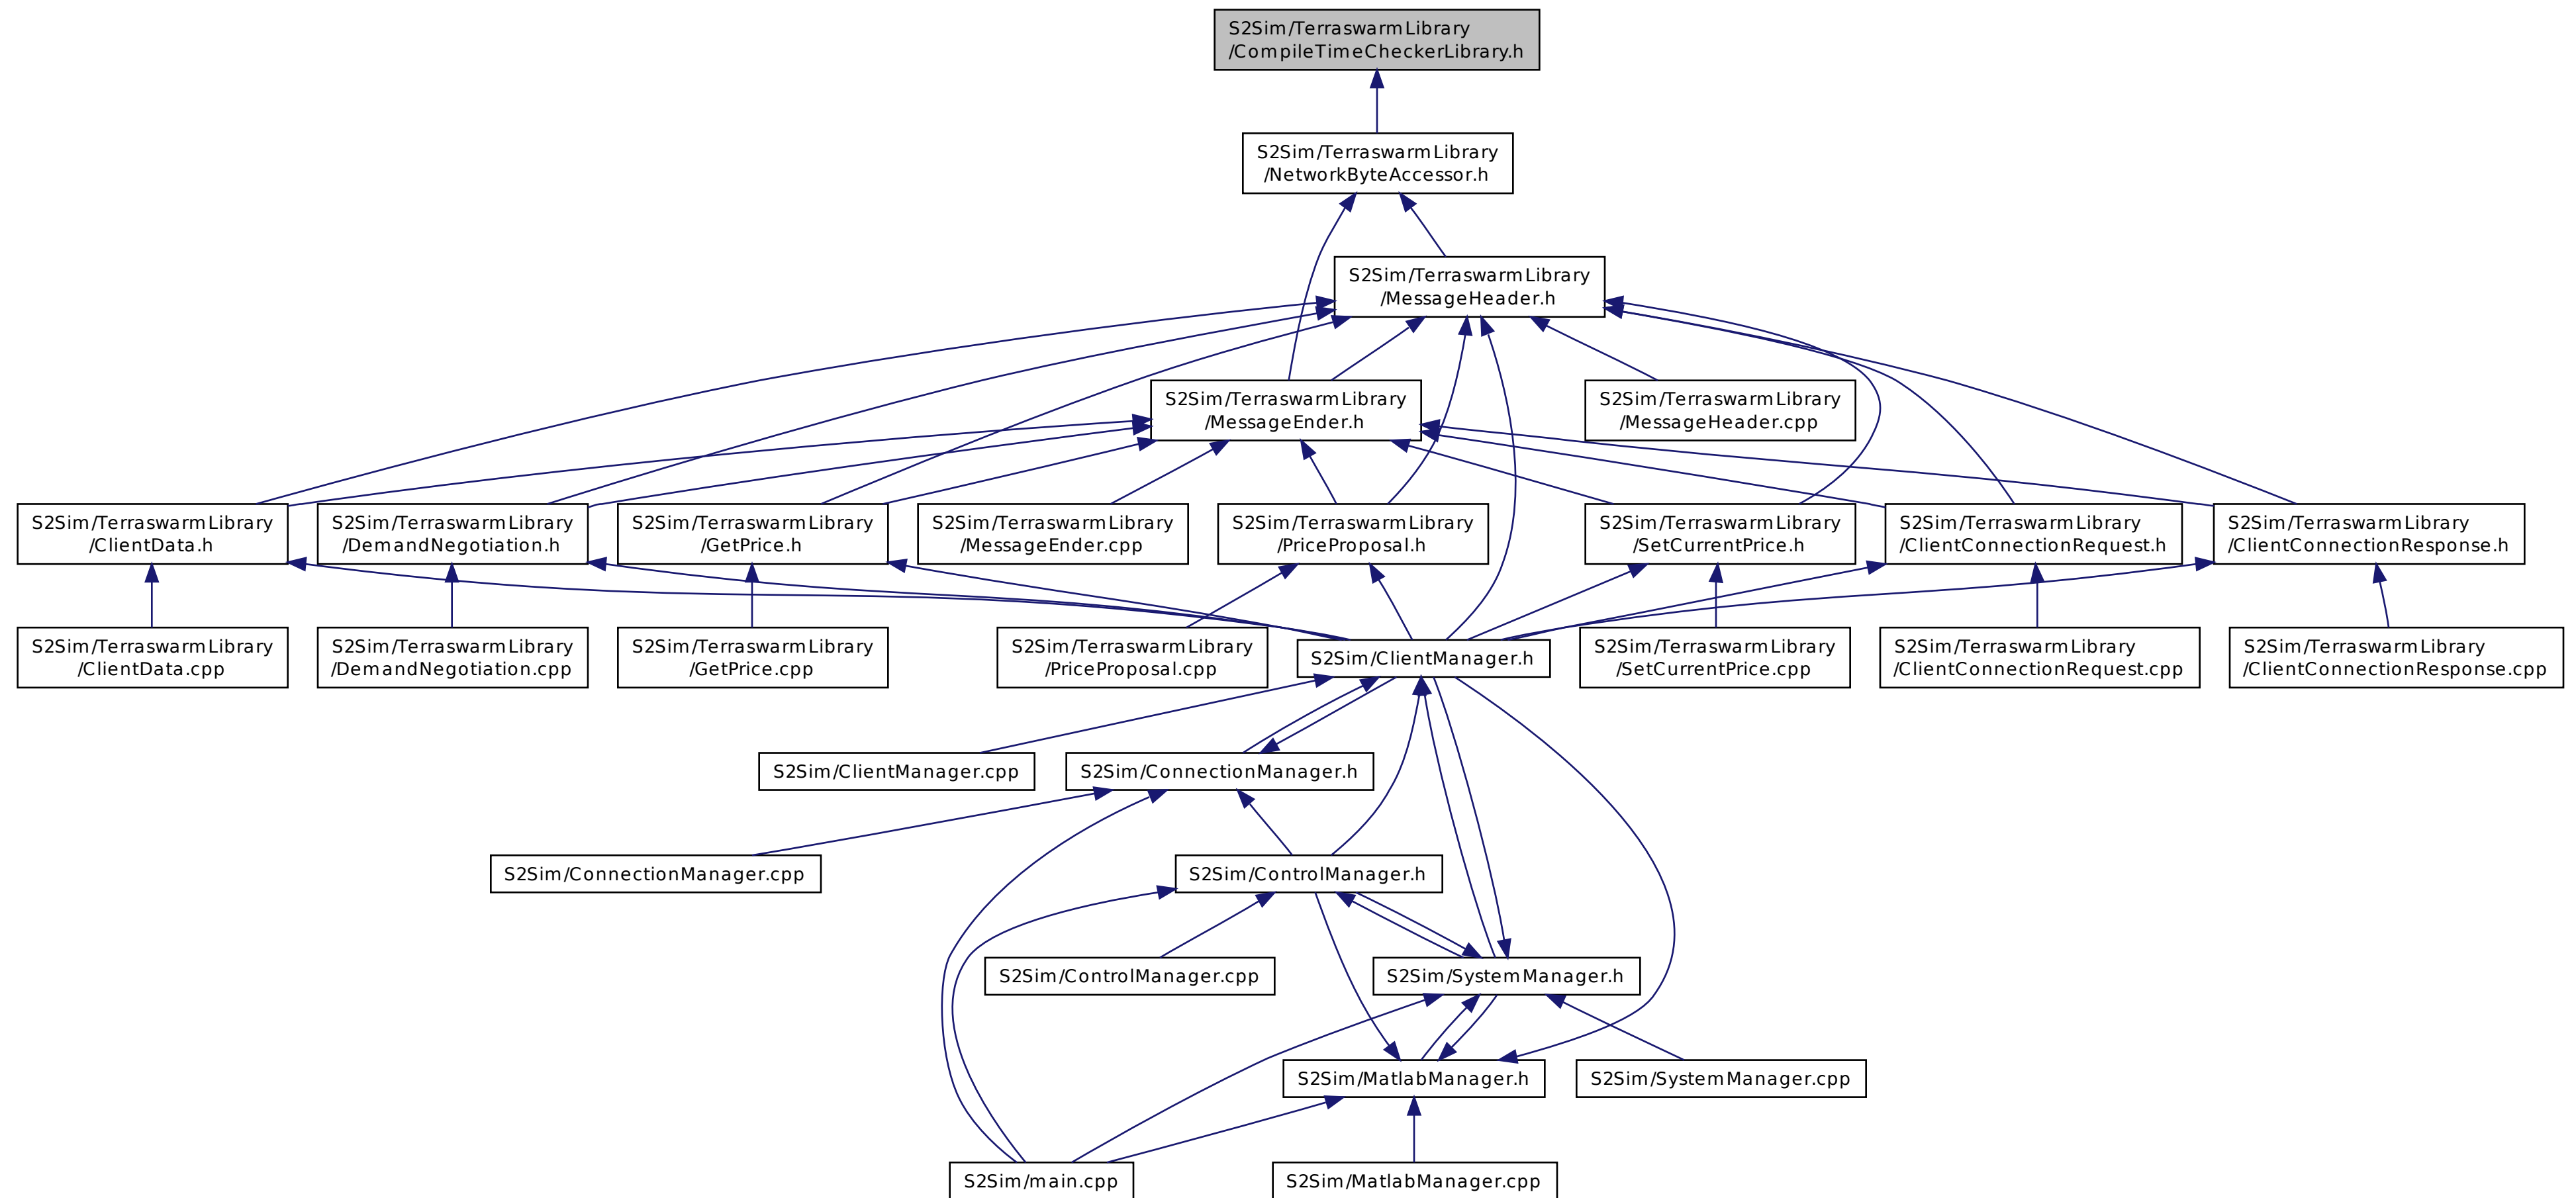 S2Sim/TerraswarmLibrary
/CompileTimeCheckerLibrary.h
S2Sim/TerraswarmLibrary
/NetworkByteAccessor.h
S2Sim/TerraswarmLibrary
/MessageHeader.h
S2Sim/TerraswarmLibrary
/MessageEnder.h
S2Sim/TerraswarmLibrary
/MessageHeader.cpp
S2Sim/TerraswarmLibrary
/ClientData.h
S2Sim/TerraswarmLibrary
/DemandNegotiation.h
S2Sim/TerraswarmLibrary
/GetPrice.h
S2Sim/TerraswarmLibrary
/MessageEnder.cpp
S2Sim/TerraswarmLibrary
/PriceProposal.h
S2Sim/TerraswarmLibrary
/SetCurrentPrice.h
S2Sim/TerraswarmLibrary
/ClientConnectionRequest.h
S2Sim/TerraswarmLibrary
/ClientConnectionResponse.h
S2Sim/TerraswarmLibrary
/ClientData.cpp
S2Sim/TerraswarmLibrary
/DemandNegotiation.cpp
S2Sim/TerraswarmLibrary
/GetPrice.cpp
S2Sim/TerraswarmLibrary
/PriceProposal.cpp
S2Sim/ClientManager.h
S2Sim/TerraswarmLibrary
/SetCurrentPrice.cpp
S2Sim/TerraswarmLibrary
/ClientConnectionRequest.cpp
S2Sim/TerraswarmLibrary
/ClientConnectionResponse.cpp
S2Sim/ClientManager.cpp
S2Sim/ConnectionManager.h
S2Sim/ConnectionManager.cpp
S2Sim/ControlManager.h
S2Sim/ControlManager.cpp
S2Sim/SystemManager.h
S2Sim/MatlabManager.h
S2Sim/SystemManager.cpp
S2Sim/main.cpp
S2Sim/MatlabManager.cpp